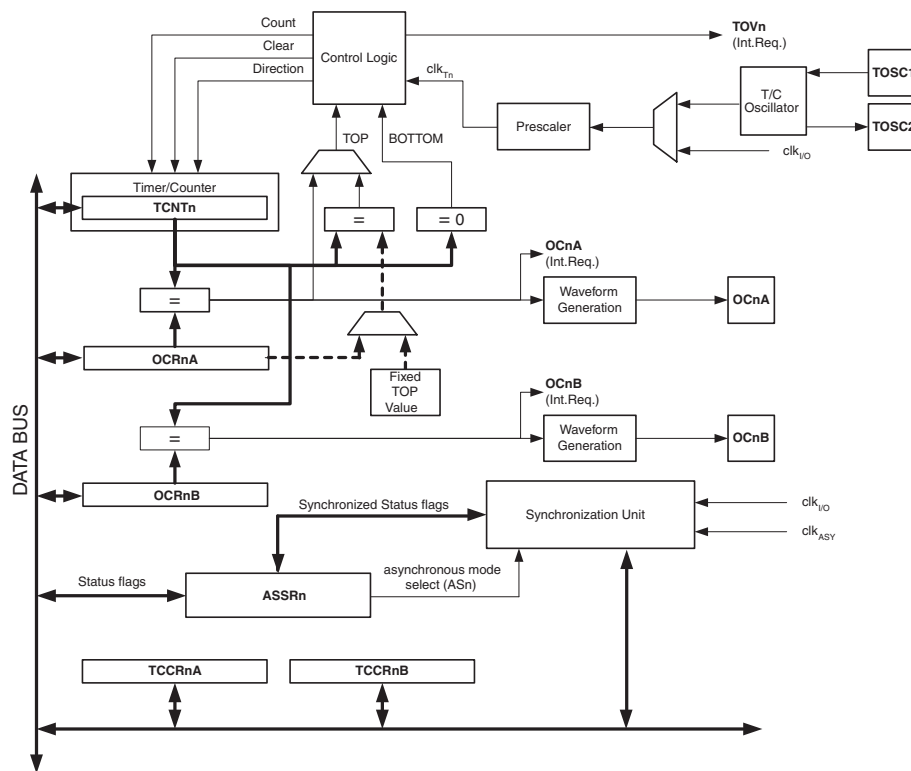 Count
Clear
Direction
Control Logic
TOVn
(Int.Req.)
clkTn
TOSC1
T/C
Oscillator
Prescaler
TOSC2
clkI/O
TOP
BOTTOM
Timer/Counter
TCNTn
=
= 0
OCnA
(Int.Req.)
=
Waveform
Generation
OCnA
OCRnA
Fixed
TOP
Value
OCnB
(Int.Req.)
=
Waveform
Generation
OCnB
DATA BUS
OCRnB
Synchronized Status flags
Synchronization Unit
clkI/O
clkASY
Status flags
ASSRn
asynchronous mode
select (ASn)
TCCRnA
TCCRnB